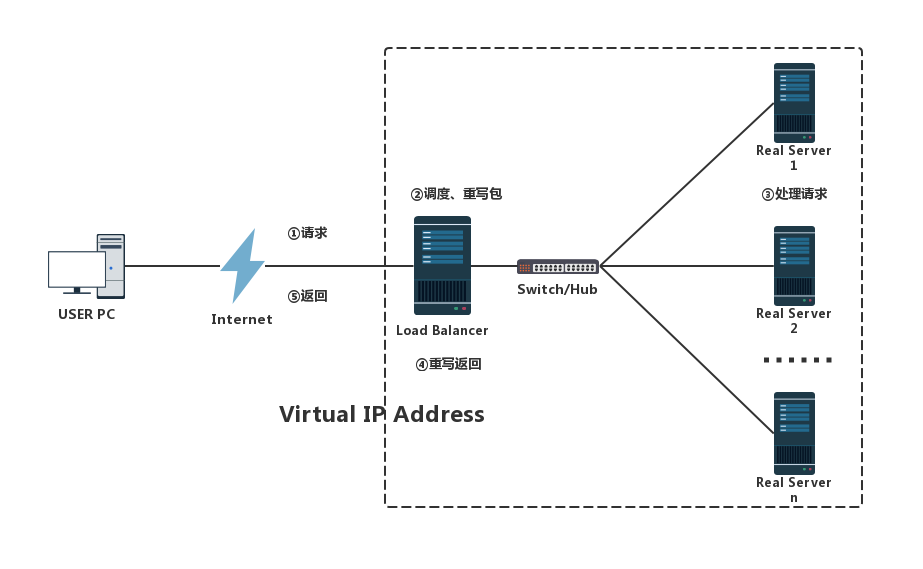 Real Server
1
②调度、重写包
③处理请求
①请求
⑤返回
Switch/Hub
USER PC
Internet
Real Server
2
Load Balancer
④重写返回
Virtual IP Address
Real Server
n